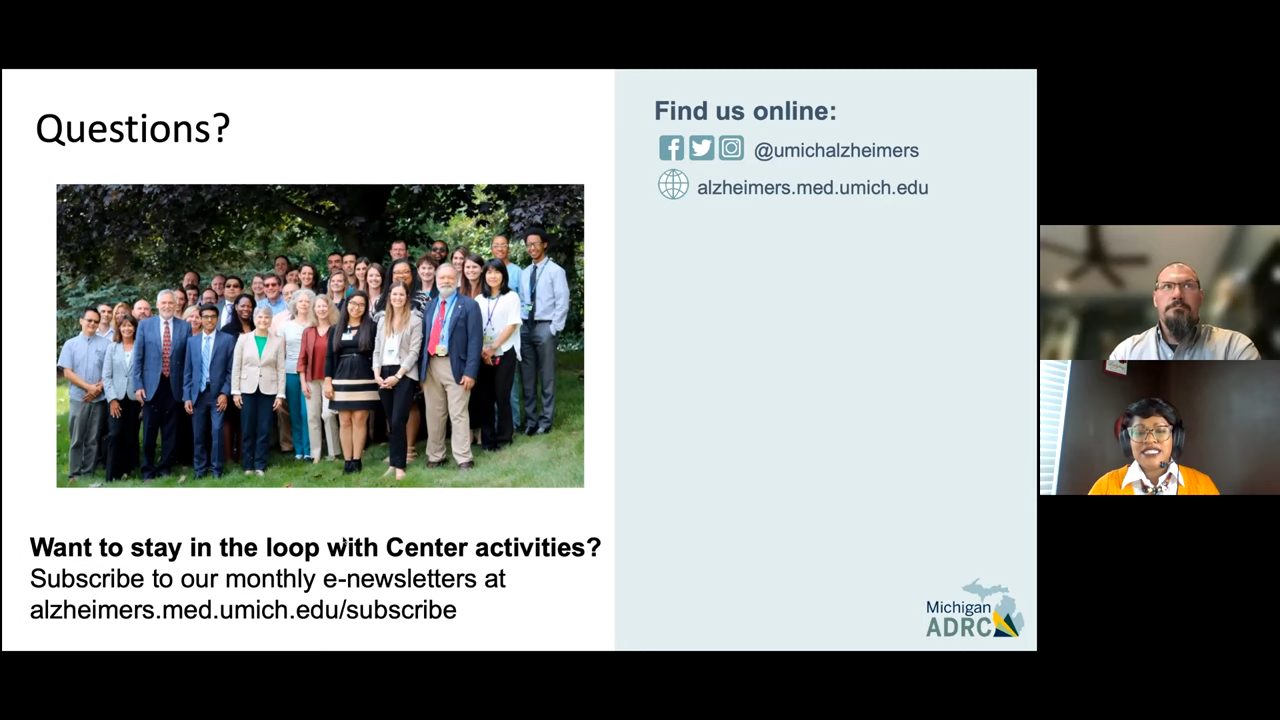 Questions?
Want to stay in the loop with Center activities?
Subscribe to our monthly e-newsletters at
alzheimers.med.umich.edu/subscribe
Find us online:
@umichalzheimers
alzheimers.med.umich.edu
Michigan
ADRC